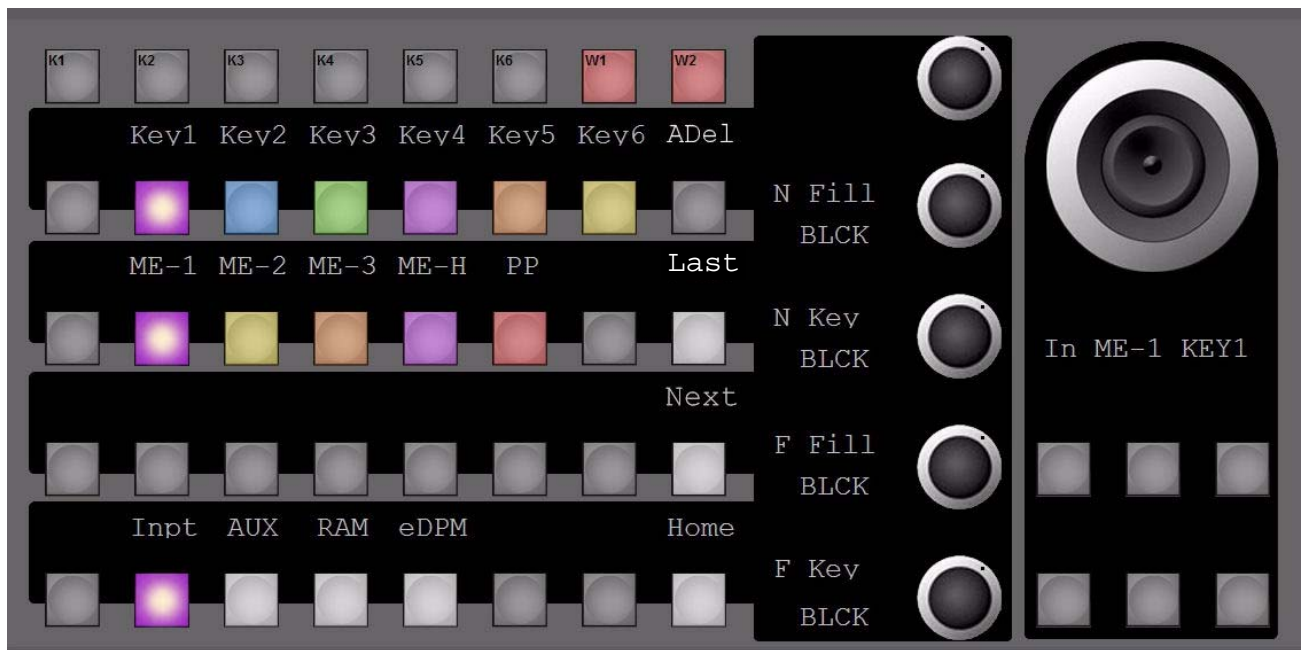 K1 K2 K3 K4 K5 K6 W1 W2
Key1 Key2 Key3 Key4 Key5 Key6 ADel
N Fill
BLCK
ME-1 ME-2 ME-3 ME-H PP Last
N Key
BLCK
In ME-1 KEY1
Next
F Fill
BLCK
Inpt AUX RAM eDPM Home
F Key
BLCK